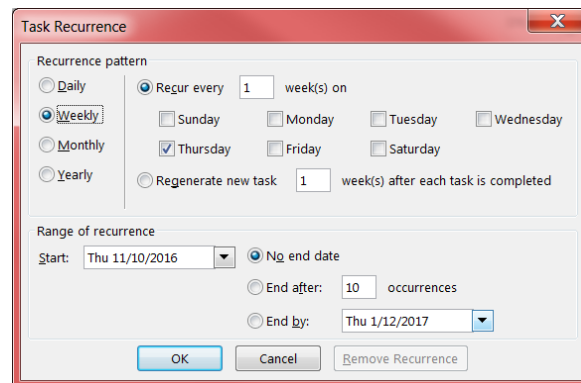 Task Recurrence
Recurrence pattern
Daily
Weekly
Monthly
Yearly
Recur every 1 week(s) on
Sunday Monday Tuesday Wednesday
Thursday Friday Saturday
Regenerate new task 1 week(s) after each task is completed
Range of recurrence
Start: Thu 11/10/2016
No end date
End after: 10 occurrences
End by: Thu 1/12/2017
OK Cancel Remove Recurrence